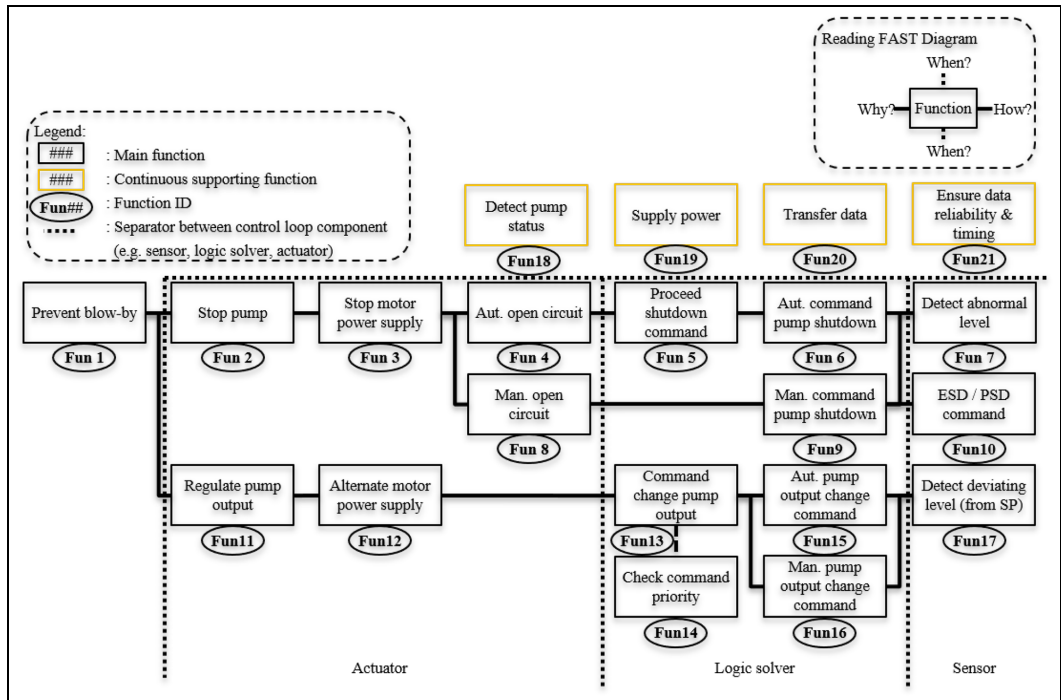 Reading FAST Diagram
When?
Why?
Function
How?
When?
Legend:
###
: Main function
###
: Continuous supporting function
Fun##
: Function ID
: Separator between control loop component
(e.g. sensor, logic solver, actuator)
Detect pump
status
Fun18
Supply power
Fun19
Transfer data
Fun20
Ensure data
reliability &
timing
Fun21
Prevent blow-by
Fun 1
Stop pump
Fun 2
Stop motor
power supply
Fun 3
Aut. open circuit
Fun 4
Proceed
shutdown
command
Fun 5
Aut. command
pump shutdown
Fun 6
Detect abnormal
level
Fun 7
Man. open
circuit
Fun 8
Man. command
pump shutdown
Fun9
ESD / PSD
command
Fun10
Regulate pump
output
Fun11
Alternate motor
power supply
Fun12
Command
change pump
output
Fun13
Aut. pump
output change
command
Fun15
Detect deviating
level (from SP)
Fun17
Check command
priority
Fun14
Man. pump
output change
command
Fun16
Actuator
Logic solver
Sensor